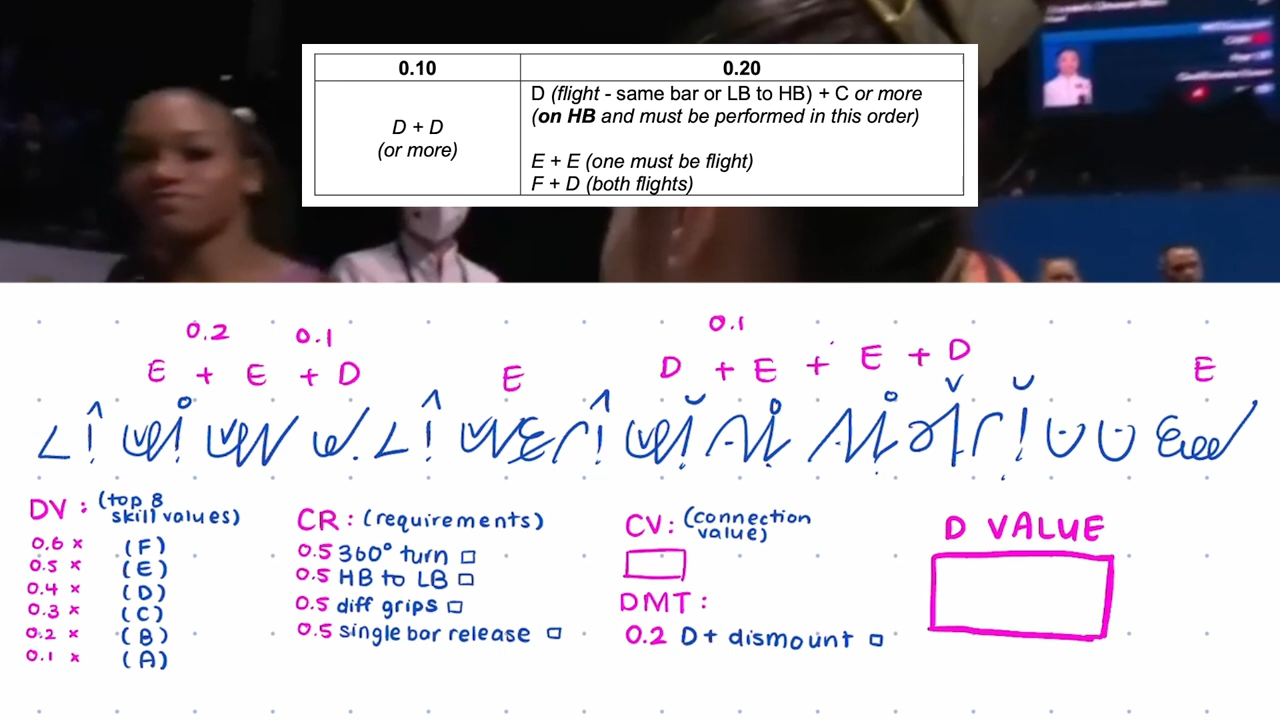 0.10 0.20
D (flight - same bar or LB to HB) + C or more
(on HB and must be performed in this order)
D + D
(or more)
E + E (one must be flight)
F + D (both flights)
0.2 0.1 0.1
E + E + D E D + E + E + D E
DV: (top 8 skill values)
0.6 x (F)
0.5 x (E)
0.4 x (D)
0.3 x (C)
0.2 x (B)
0.1 x (A)
CR: (requirements)
0.5 360° turn
0.5 HB to LB
0.5 diff grips
0.5 single bar release
CV: (connection value)
DMT:
0.2 D+ dismount
D VALUE